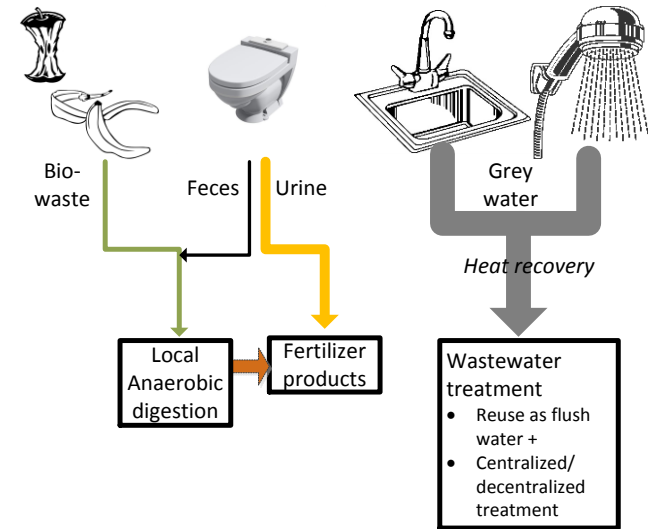 Bio-
waste
Feces
Urine
Grey
water
Heat recovery
Local
Anaerobic
digestion
Fertilizer
products
Wastewater
treatment
• Reuse as flush
water +
• Centralized/
decentralized
treatment